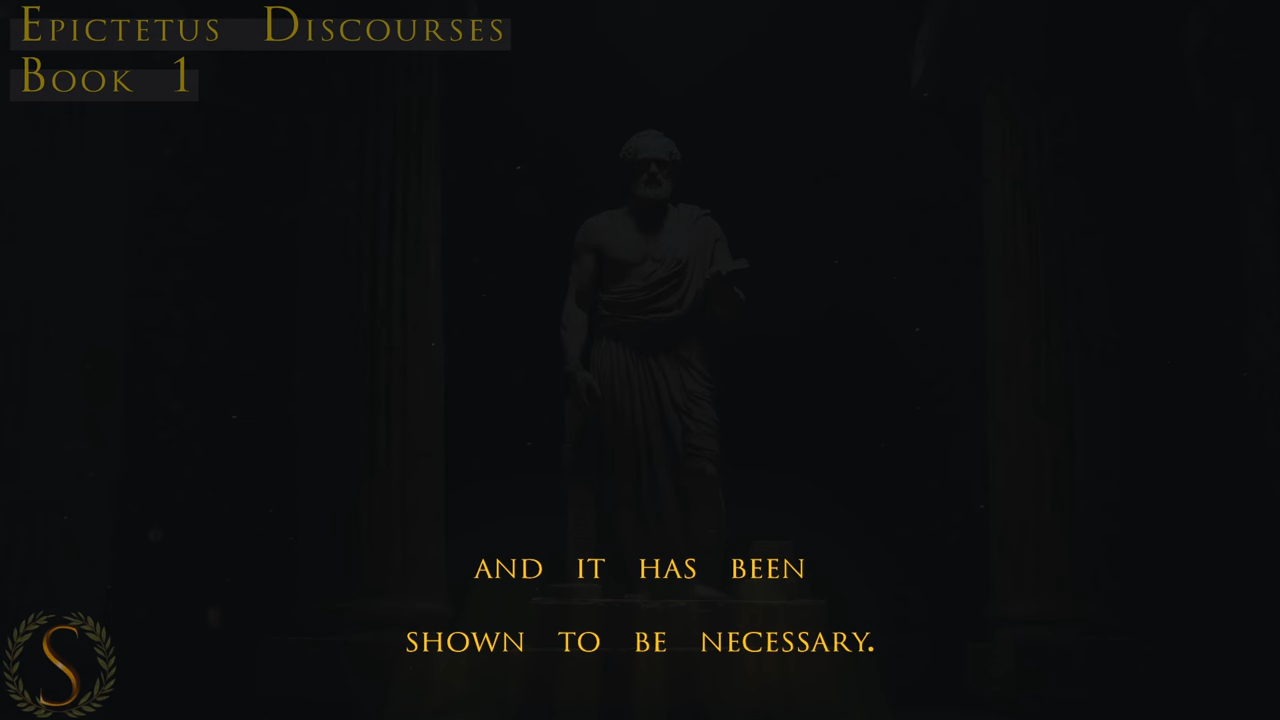 Epictetus Discourses
Book 1
AND IT HAS BEEN
SHOWN TO BE NECESSARY.
S